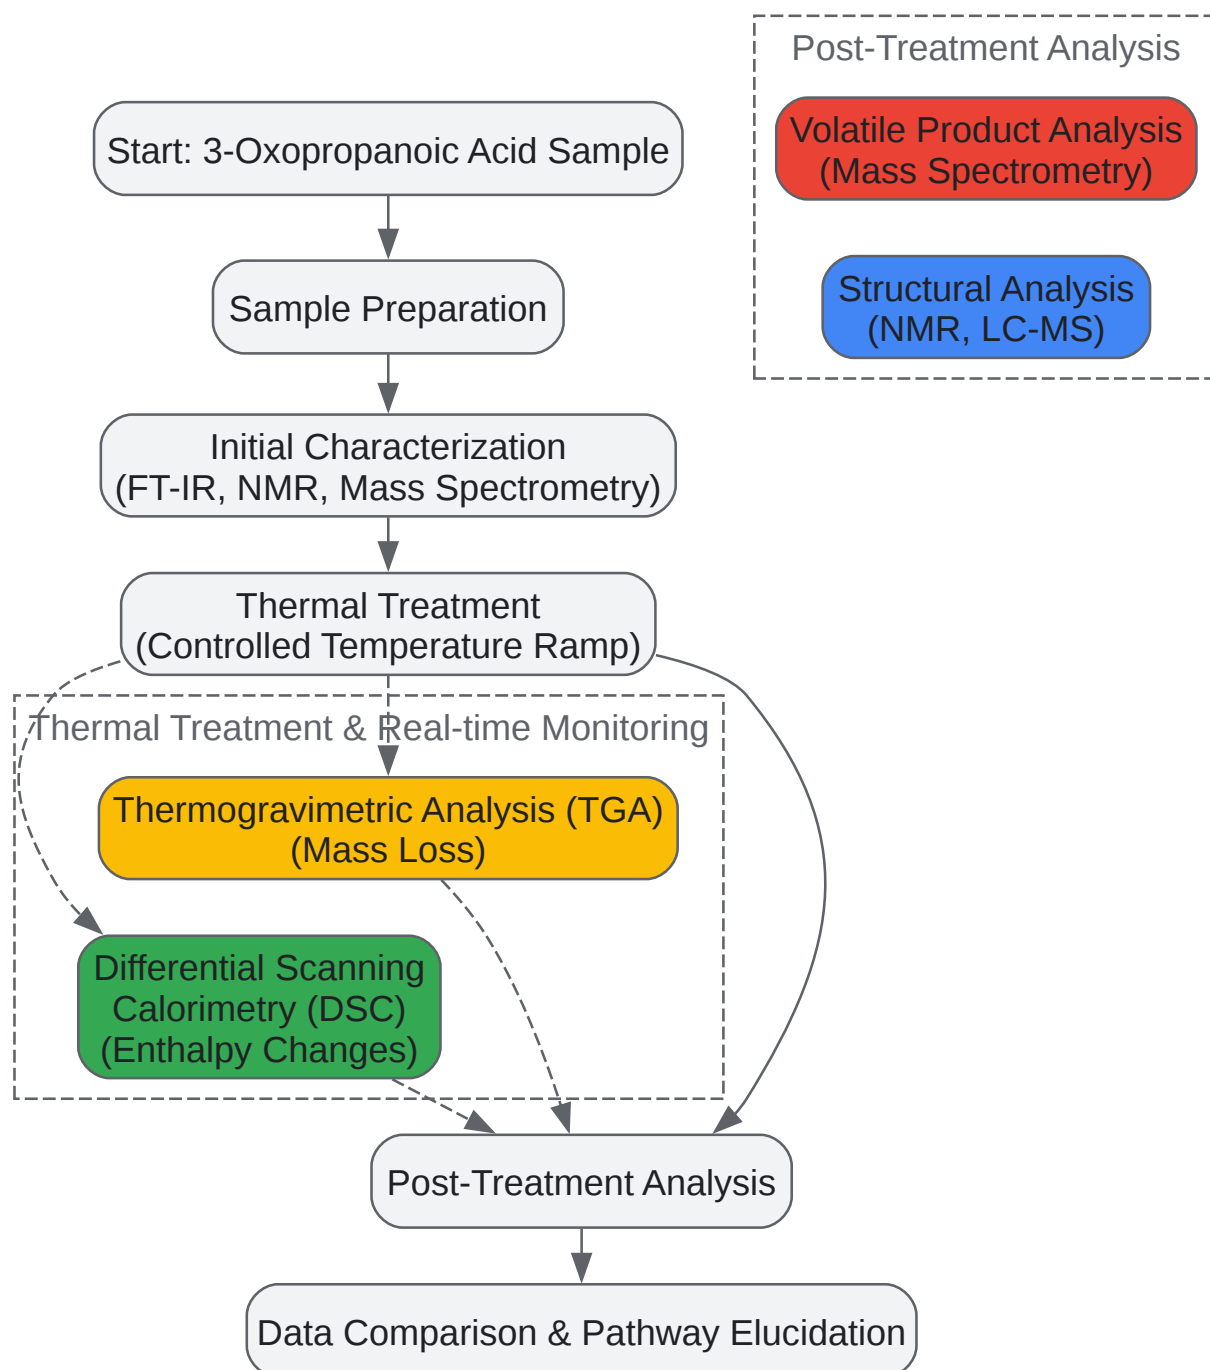 Start: 3-Oxopropanoic Acid Sample
Sample Preparation
Initial Characterization
(FT-IR, NMR, Mass Spectrometry)
Thermal Treatment
(Controlled Temperature Ramp)
Thermal Treatment & Real-time Monitoring
Thermogravimetric Analysis (TGA)
(Mass Loss)
Differential Scanning
Calorimetry (DSC)
(Enthalpy Changes)
Post-Treatment Analysis
Data Comparison & Pathway Elucidation
Post-Treatment Analysis
Volatile Product Analysis
(Mass Spectrometry)
Structural Analysis
(NMR, LC-MS)